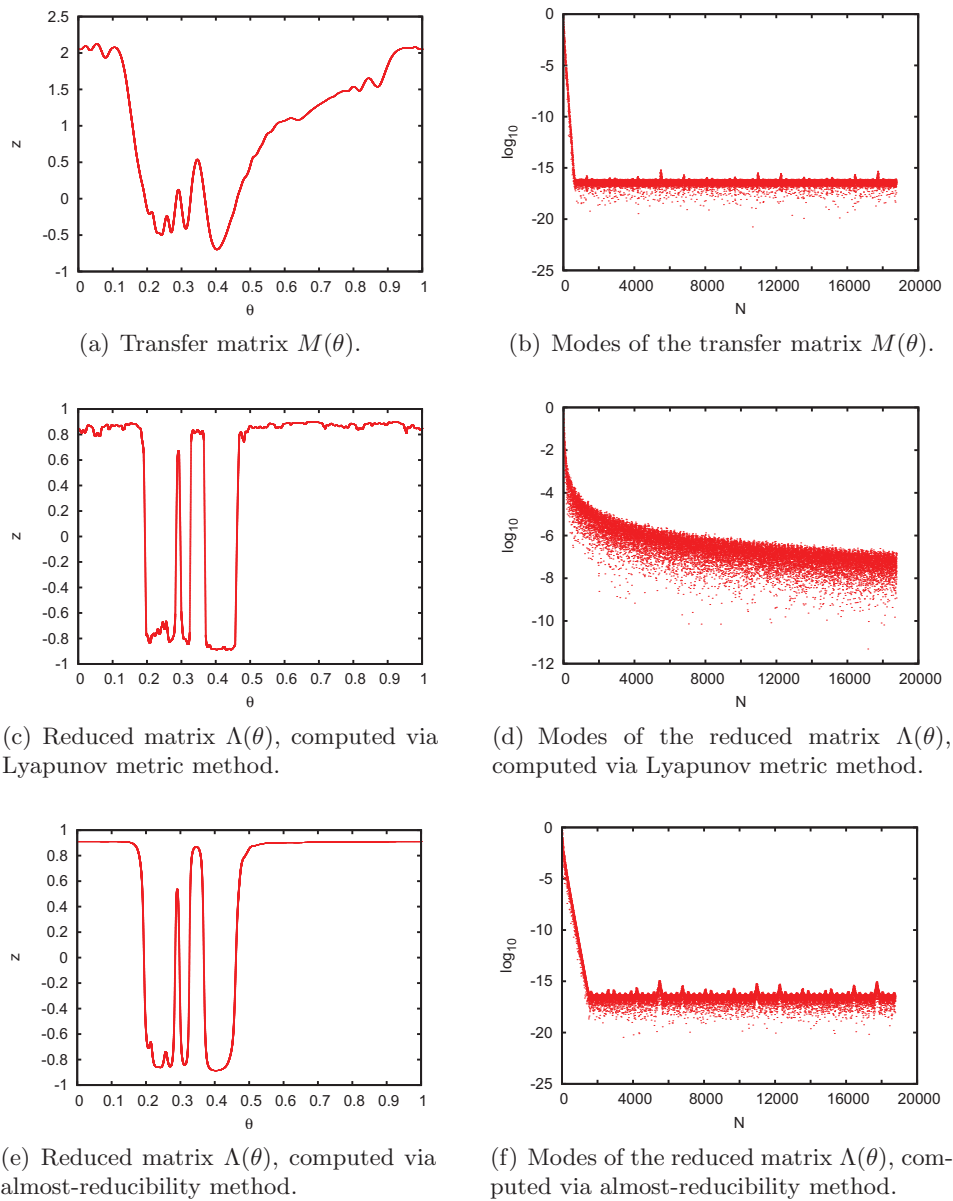 2.5
2
1.5
1
0.5
0
-0.5
-1
z
0 0.1 0.2 0.3 0.4 0.5 0.6 0.7 0.8 0.9 1
θ
(a) Transfer matrix M(θ).
0
-5
-10
-15
-20
-25
log10
0 4000 8000 12000 16000 20000
N
(b) Modes of the transfer matrix M(θ).
1
0.8
0.6
0.4
0.2
0
-0.2
-0.4
-0.6
-0.8
-1
z
0 0.1 0.2 0.3 0.4 0.5 0.6 0.7 0.8 0.9 1
θ
(c) Reduced matrix Λ(θ), computed via
Lyapunov metric method.
0
-2
-4
-6
-8
-10
-12
log10
0 4000 8000 12000 16000 20000
N
(d) Modes of the reduced matrix Λ(θ),
computed via Lyapunov metric method.
1
0.8
0.6
0.4
0.2
0
-0.2
-0.4
-0.6
-0.8
-1
z
0 0.1 0.2 0.3 0.4 0.5 0.6 0.7 0.8 0.9 1
θ
(e) Reduced matrix Λ(θ), computed via
almost-reducibility method.
0
-5
-10
-15
-20
-25
log10
0 4000 8000 12000 16000 20000
N
(f) Modes of the reduced matrix Λ(θ), com-
puted via almost-reducibility method.